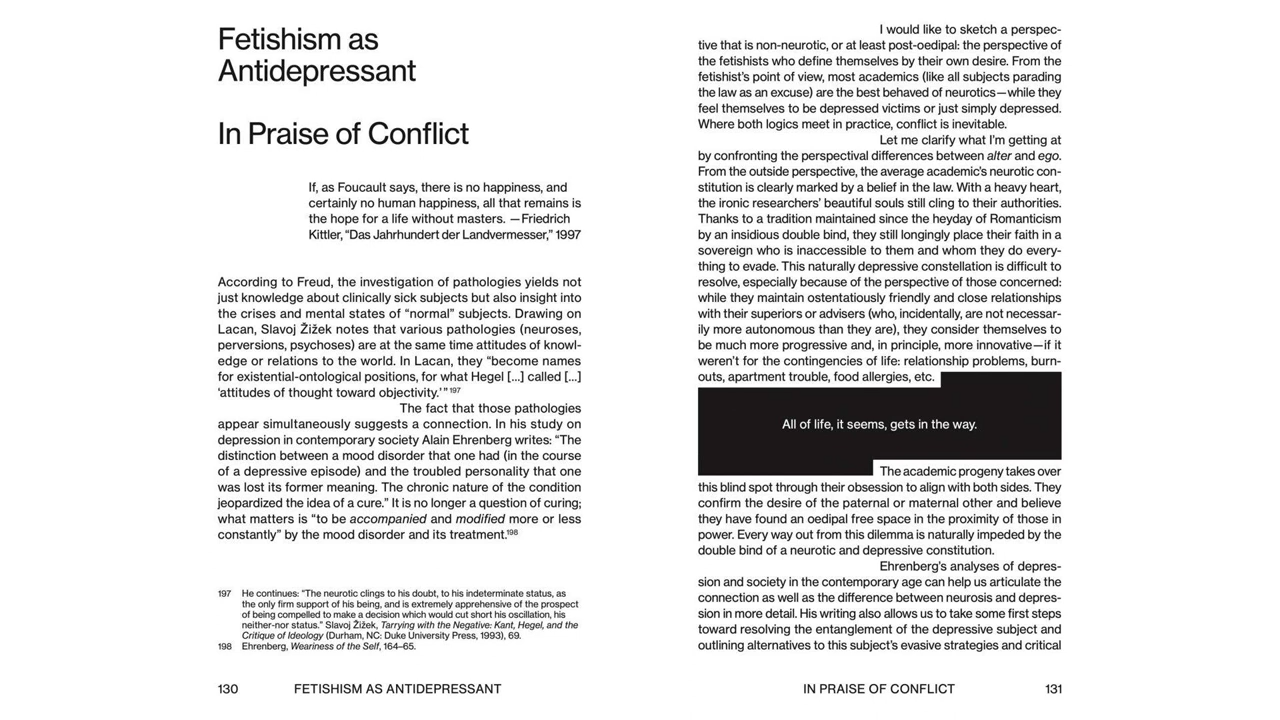 Fetishism as
Antidepressant
In Praise of Conflict
If, as Foucault says, there is no happiness, and
certainly no human happiness, all that remains is
the hope for a life without masters. —Friedrich
Kittler, “Das Jahrhundert der Landvermesser,” 1997
According to Freud, the investigation of pathologies yields not
just knowledge about clinically sick subjects but also insight into
the crises and mental states of “normal” subjects. Drawing on
Lacan, Slavoj Žižek notes that various pathologies (neuroses,
perversions, psychoses) are at the same time attitudes of knowl-
edge or relations to the world. In Lacan, they “become names
for existential-ontological positions, for what Hegel [...] called [...]
‘attitudes of thought toward objectivity.’” 197
The fact that those pathologies
appear simultaneously suggests a connection. In his study on
depression in contemporary society Alain Ehrenberg writes: “The
distinction between a mood disorder that one had (in the course
of a depressive episode) and the troubled personality that one
was lost its former meaning. The chronic nature of the condition
jeopardized the idea of a cure.” It is no longer a question of curing;
what matters is “to be accompanied and modified more or less
constantly” by the mood disorder and its treatment.198
197 He continues: “The neurotic clings to his doubt, to his indeterminate status, as
the only firm support of his being, and is extremely apprehensive of the prospect
of being compelled to make a decision which would cut short his oscillation, his
neither-nor status.” Slavoj Žižek, Tarrying with the Negative: Kant, Hegel, and the
Critique of Ideology (Durham, NC: Duke University Press, 1993), 69.
198 Ehrenberg, Weariness of the Self, 164–65.
130 FETISHISM AS ANTIDEPRESSANT
I would like to sketch a perspec-
tive that is non-neurotic, or at least post-oedipal: the perspective of
the fetishists who define themselves by their own desire. From the
fetishist’s point of view, most academics (like all subjects parading
the law as an excuse) are the best behaved of neurotics—while they
feel themselves to be depressed victims or just simply depressed.
Where both logics meet in practice, conflict is inevitable.
Let me clarify what I’m getting at
by confronting the perspectival differences between alter and ego.
From the outside perspective, the average academic’s neurotic con-
stitution is clearly marked by a belief in the law. With a heavy heart,
the ironic researchers’ beautiful souls still cling to their authorities.
Thanks to a tradition maintained since the heyday of Romanticism
by an insidious double bind, they still longingly place their faith in a
sovereign who is inaccessible to them and whom they do every-
thing to evade. This naturally depressive constellation is difficult to
resolve, especially because of the perspective of those concerned:
while they maintain ostentatiously friendly and close relationships
with their superiors or advisers (who, incidentally, are not necessar-
ily more autonomous than they are), they consider themselves to
be much more progressive and, in principle, more innovative—if it
weren’t for the contingencies of life: relationship problems, burn-
outs, apartment trouble, food allergies, etc.
All of life, it seems, gets in the way.
The academic progeny takes over
this blind spot through their obsession to align with both sides. They
confirm the desire of the paternal or maternal other and believe
they have found an oedipal free space in the proximity of those in
power. Every way out from this dilemma is naturally impeded by the
double bind of a neurotic and depressive constitution.
Ehrenberg’s analyses of depres-
sion and society in the contemporary age can help us articulate the
connection as well as the difference between neurosis and depres-
sion in more detail. His writing also allows us to take some first steps
toward resolving the entanglement of the depressive subject and
outlining alternatives to this subject’s evasive strategies and critical
IN PRAISE OF CONFLICT 131